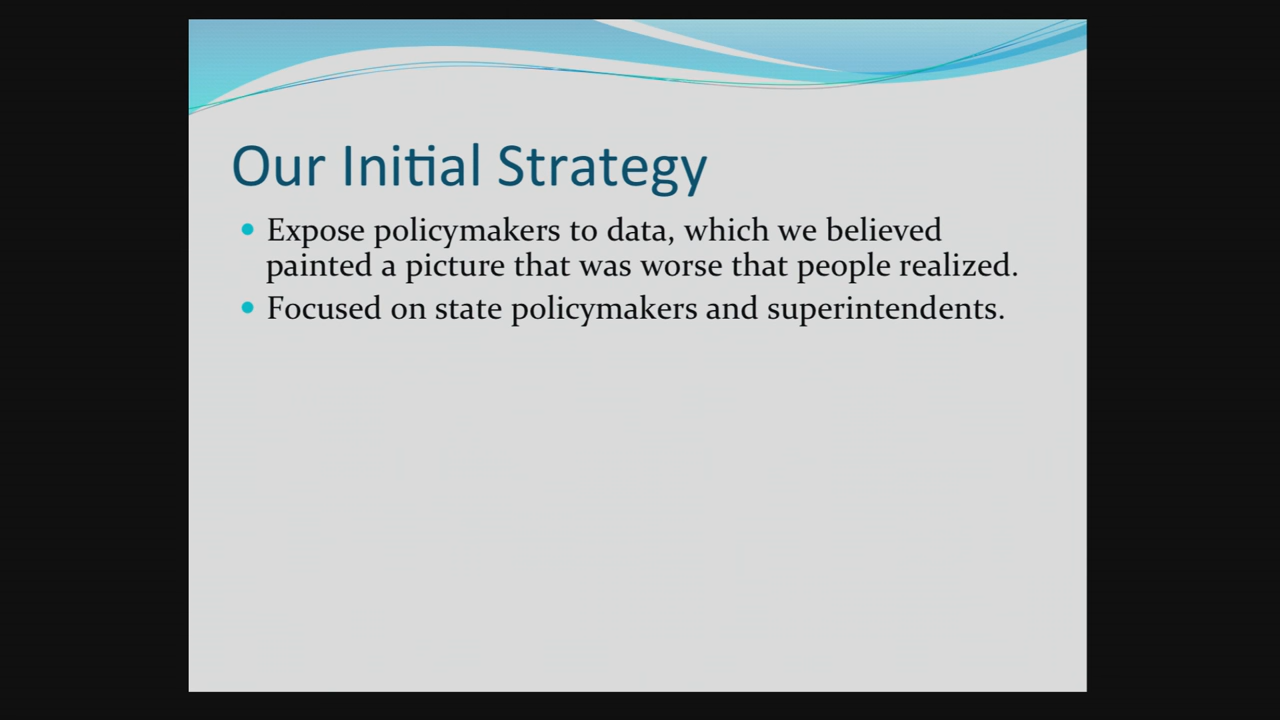 Our Initial Strategy
• Expose policymakers to data, which we believed
painted a picture that was worse that people realized.
• Focused on state policymakers and superintendents.